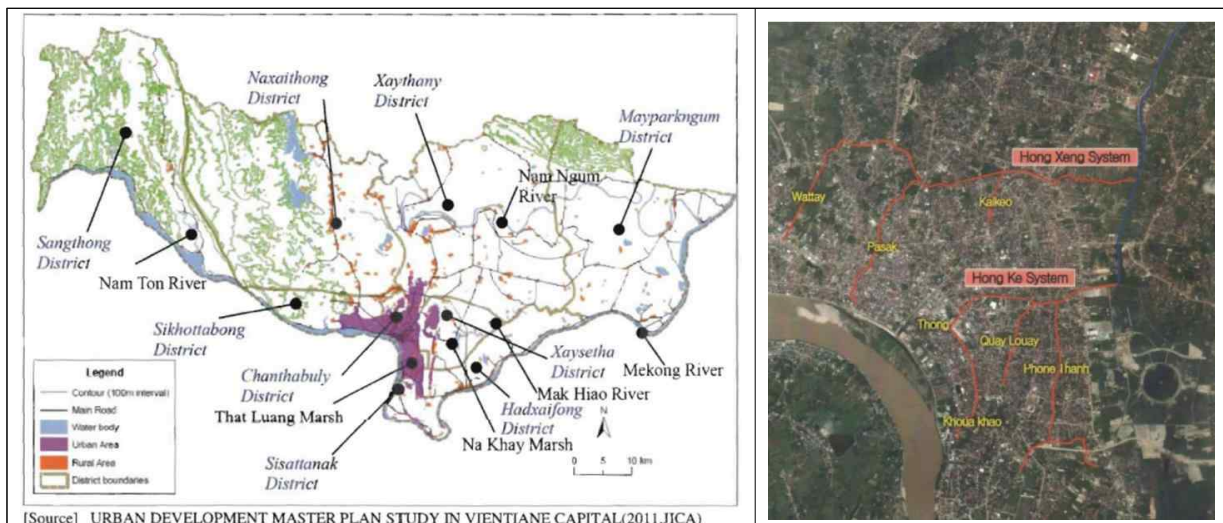 Naxaithong
District
Xaythany
District
Mayparkngum
District
Nam Ngum
River
Sangthong
District
Nam Ton River
Sikhottabong
District
Chanthabuly
District
That Luang Marsh
Sisattanak
District
Xaysetha
District
Mekong River
Mak Hiao River
Hadxaifong
District
Na Khay Marsh
N
0 5 10 km
Legend
Contour (100m interval)
Main Road
Water body
Urban Area
Rural Area
District boundaries
[Source] URBAN DEVELOPMENT MASTER PLAN STUDY IN VIENTIANE CAPITAL(2011,JICA)
Hong Xeng System
Wattay
Kaikeo
Pasak
Hong Ke System
Thong
Quay Louay
Phone Thanh
Khoua khao